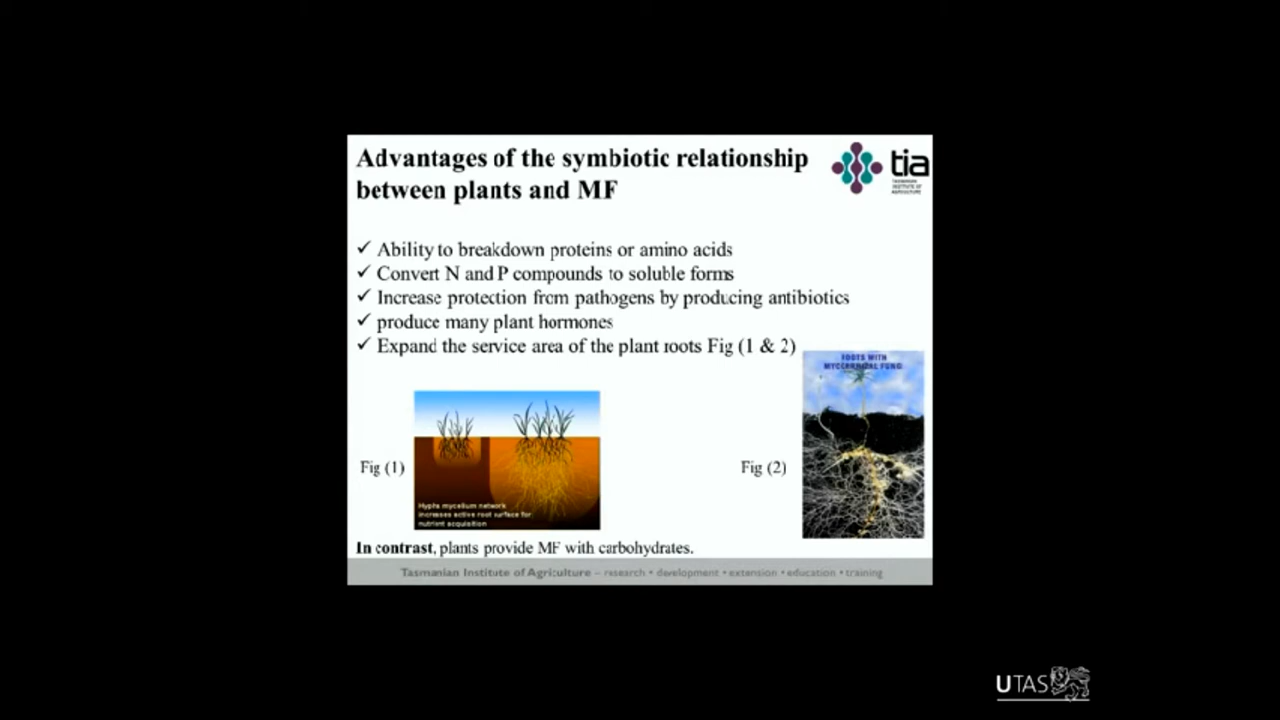 Advantages of the symbiotic relationship
between plants and MF
tia
TASMANIAN
INSTITUTE OF
AGRICULTURE
✓ Ability to breakdown proteins or amino acids
✓ Convert N and P compounds to soluble forms
✓ Increase protection from pathogens by producing antibiotics
✓ produce many plant hormones
✓ Expand the service area of the plant roots Fig (1 & 2)
ROOTS WITH
MYCORRHIZAL FUNGI
Fig (1)
Hypha mycelium network
increases active root surface for
nutrient acquisition
Fig (2)
In contrast, plants provide MF with carbohydrates.
Tasmanian Institute of Agriculture – research • development • extension • education • training
UTAS